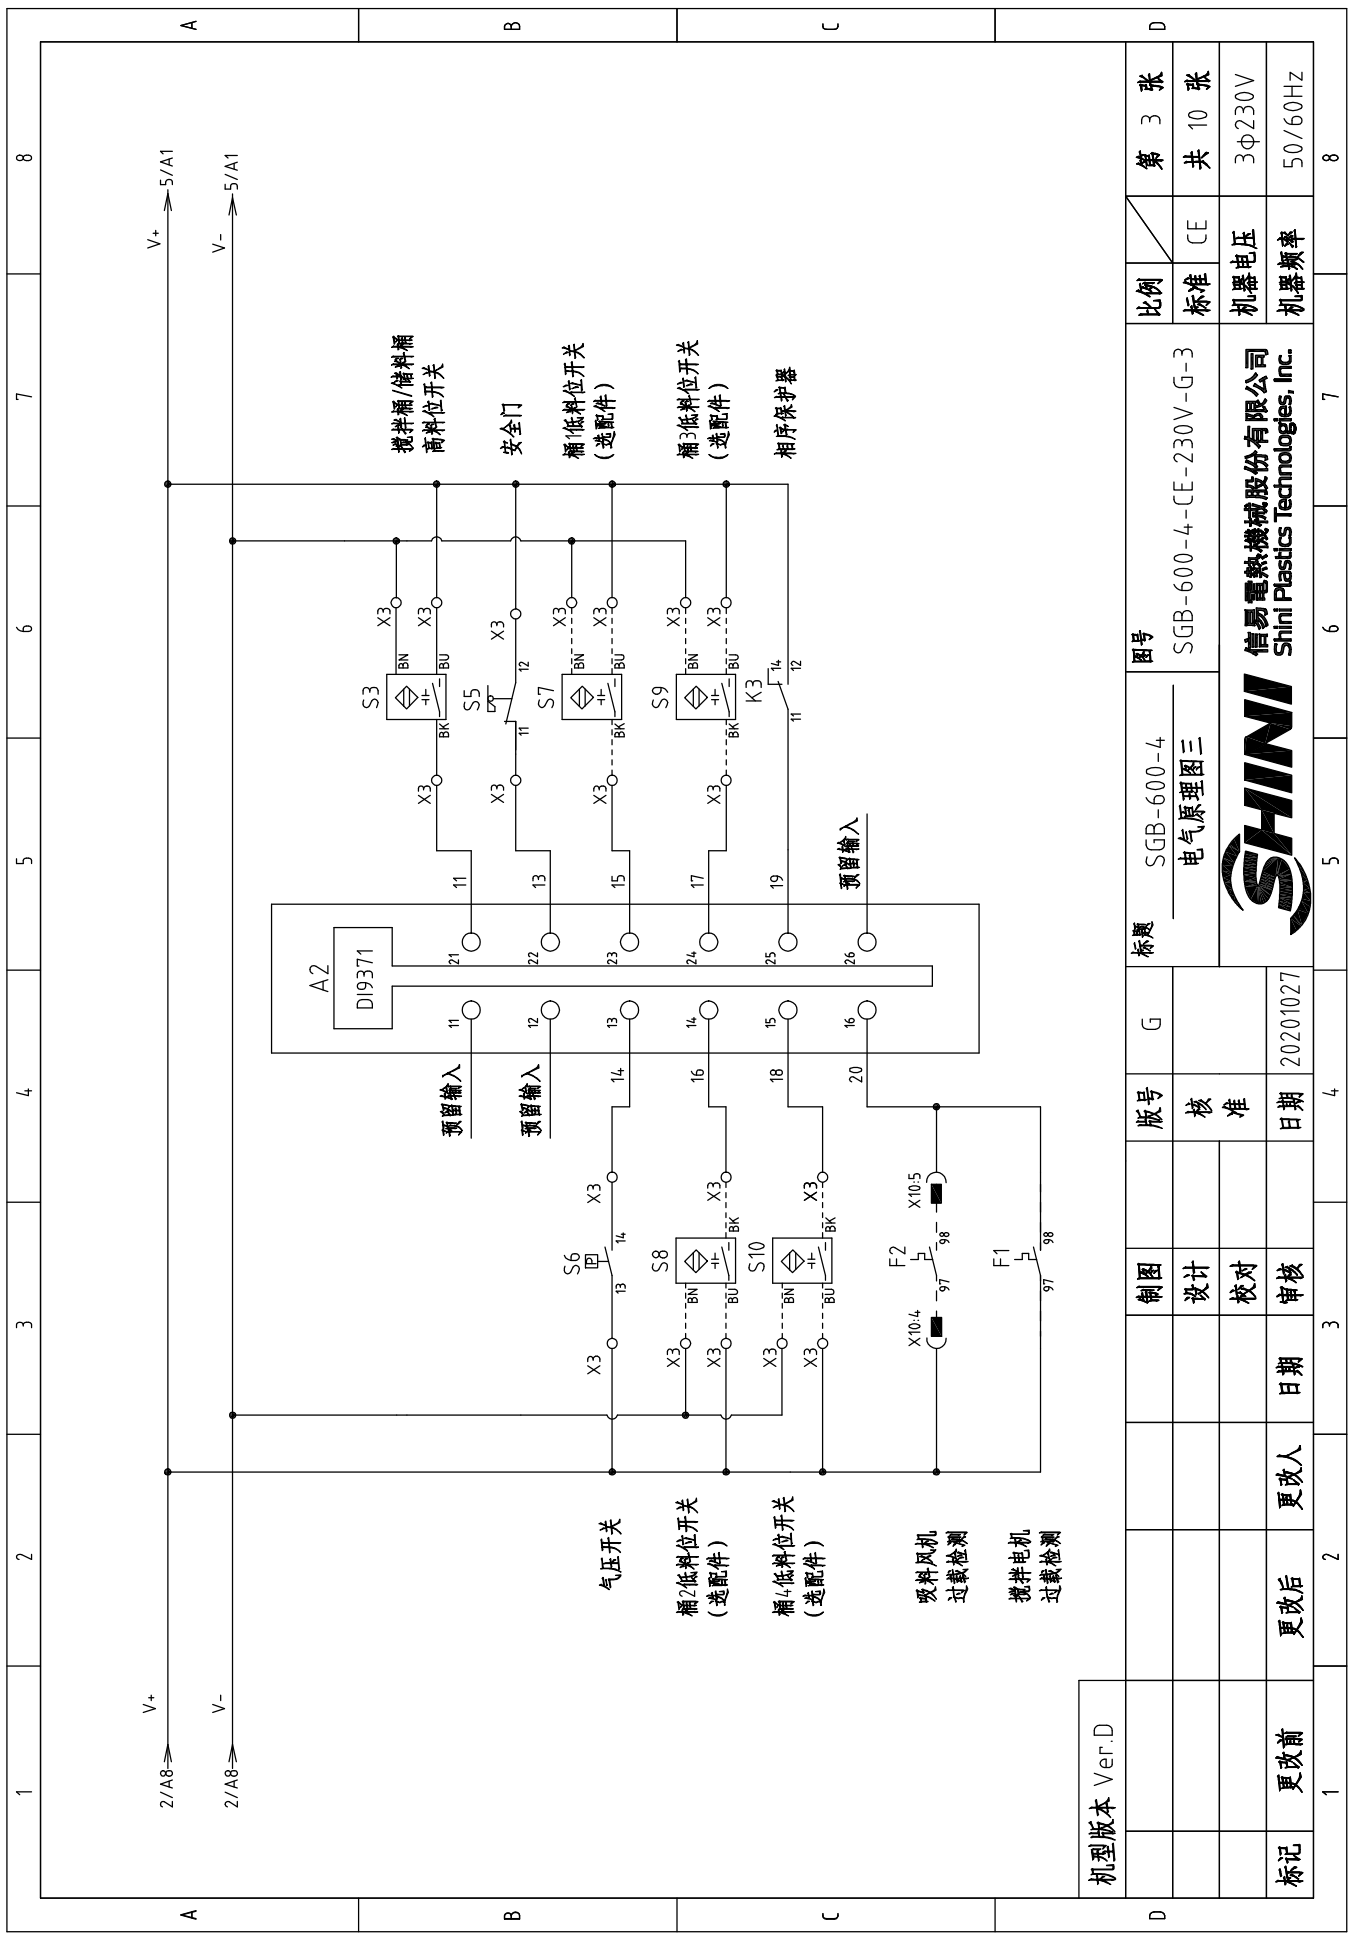 1 2 3 4 5 6 7 8
A
B
C
D
A
B
C
D
1 2 3 4 5 6 7 8
2/A8 V+
V+ 5/A1
2/A8 V-
V- 5/A1
A2
DI9371
预留输入
11
预留输入
12
14
13
16
14
18
15
20
16
21
11
22
13
23
15
24
17
25
19
26
预留输入
X3
S3
BN
BU
BK
X3
X3
搅拌桶/储料桶
高料位开关
X3
S5
11
12
X3
安全门
X3
S7
BN
BU
BK
X3
X3
桶1低料位开关
(选配件)
X3
S9
BN
BU
BK
X3
X3
桶3低料位开关
(选配件)
K3
11
14
12
相序保护器
气压开关
X3
S6
P
13
14
X3
桶2低料位开关
(选配件)
X3
X3
S8
BN
BU
BK
X3
桶4低料位开关
(选配件)
X3
X3
S10
BN
BU
BK
X3
吸料风机
过载检测
X10:4
F2
97
98
X10:5
搅拌电机
过载检测
F1
97
98
机型版本 Ver.D
标记 更改前 更改后 更改人 日期
制图
设计
校对
审核
版号 G
核
准
日期 20201027
标题
SGB-600-4
电气原理图三
图号
SGB-600-4-CE-230V-G-3
比例
第 3 张
标准 CE
共 10 张
机器电压 3φ230V
机器频率 50/60Hz
SHINI
信易電熱機械股份有限公司
Shini Plastics Technologies, Inc.